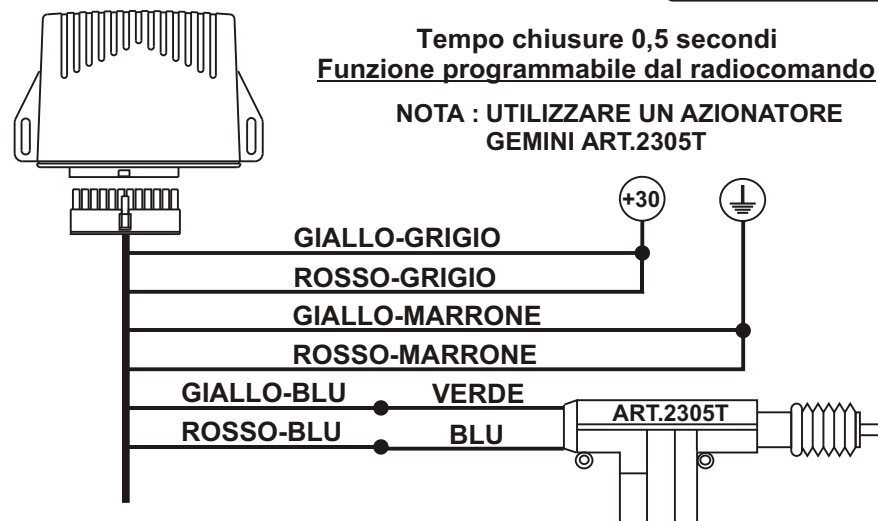 Tempo chiusure 0,5 secondi
Funzione programmabile dal radiocomando
NOTA : UTILIZZARE UN AZIONATORE
GEMINI ART.2305T
+30
GIALLO-GRIGIO
ROSSO-GRIGIO
GIALLO-MARRONE
ROSSO-MARRONE
GIALLO-BLU VERDE
ART.2305T
ROSSO-BLU BLU